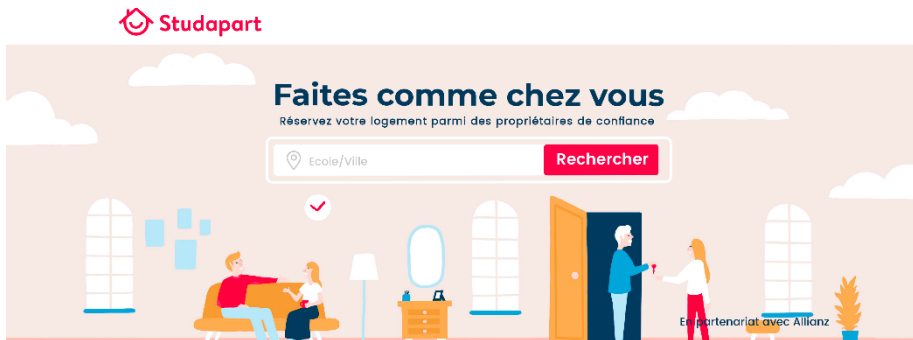 Studapart
Faites comme chez vous
Réservez votre logement parmi des propriétaires de confiance
Ecole/Ville
Rechercher
En partenariat avec Allianz